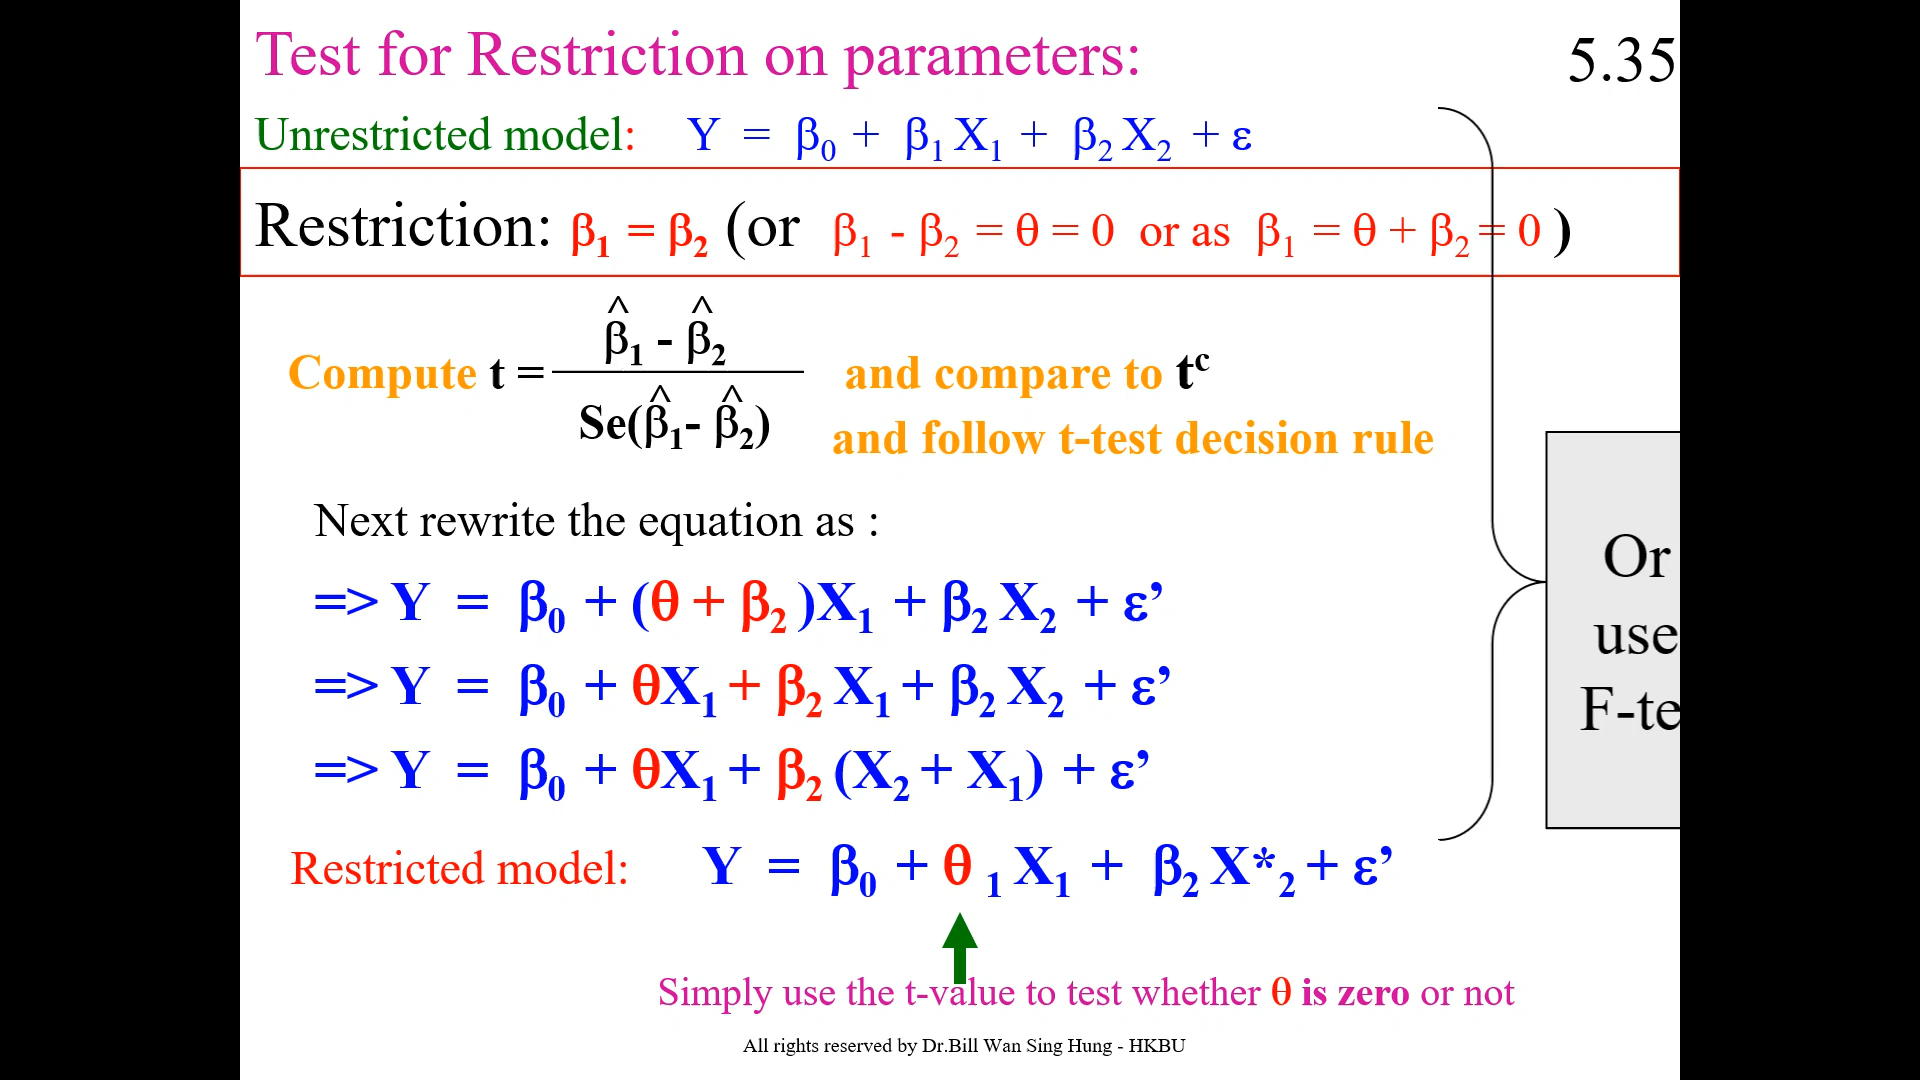 Test for Restriction on parameters:
5.35
Unrestricted model: Y = β₀ + β₁ X₁ + β₂ X₂ + ε
Restriction: β₁ = β₂ (or β₁ - β₂ = θ = 0 or as β₁ = θ + β₂ = 0 )
Compute t = β̂₁ - β̂₂
Se(β̂₁- β̂₂)
and compare to tᶜ
and follow t-test decision rule
Next rewrite the equation as :
=> Y = β₀ + (θ + β₂ )X₁ + β₂ X₂ + ε’
=> Y = β₀ + θX₁ + β₂ X₁ + β₂ X₂ + ε’
=> Y = β₀ + θX₁ + β₂ (X₂ + X₁) + ε’
Or
use
F-te
Restricted model: Y = β₀ + θ ₁ X₁ + β₂ X*₂ + ε’
Simply use the t-value to test whether θ is zero or not
All rights reserved by Dr.Bill Wan Sing Hung - HKBU